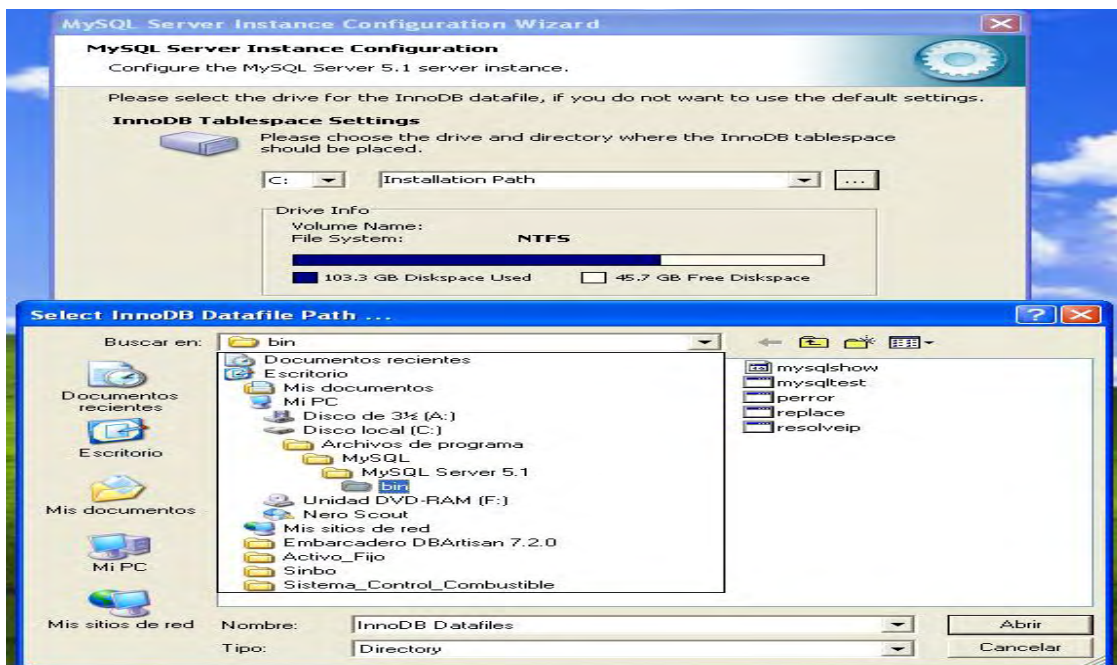 MySQL Server Instance Configuration Wizard
MySQL Server Instance Configuration
Configure the MySQL Server 5.1 server instance.
Please select the drive for the InnoDB datafile, if you do not want to use the default settings.
InnoDB Tablespace Settings
Please choose the drive and directory where the InnoDB tablespace
should be placed.
C: Installation Path ...
Drive Info
Volume Name:
File System: NTFS
103.3 GB Diskspace Used 45.7 GB Free Diskspace
Select InnoDB Datafile Path ...
Buscar en: bin
Documentos recientes
Escritorio
Mis documentos
Mi PC
Disco de 3½ (A:)
Disco local (C:)
Archivos de programa
MySQL
MySQL Server 5.1
bin
Unidad DVD-RAM (F:)
Nero Scout
Mis sitios de red
Embarcadero DBArtisan 7.2.0
Activo_Fijo
Sinbo
Sistema_Control_Combustible
mysqlshow
mysqltest
perror
replace
resolveip
Documentos
recientes
Escritorio
Mis documentos
Mi PC
Mis sitios de red
Nombre: InnoDB Datafiles Abrir
Tipo: Directory Cancelar